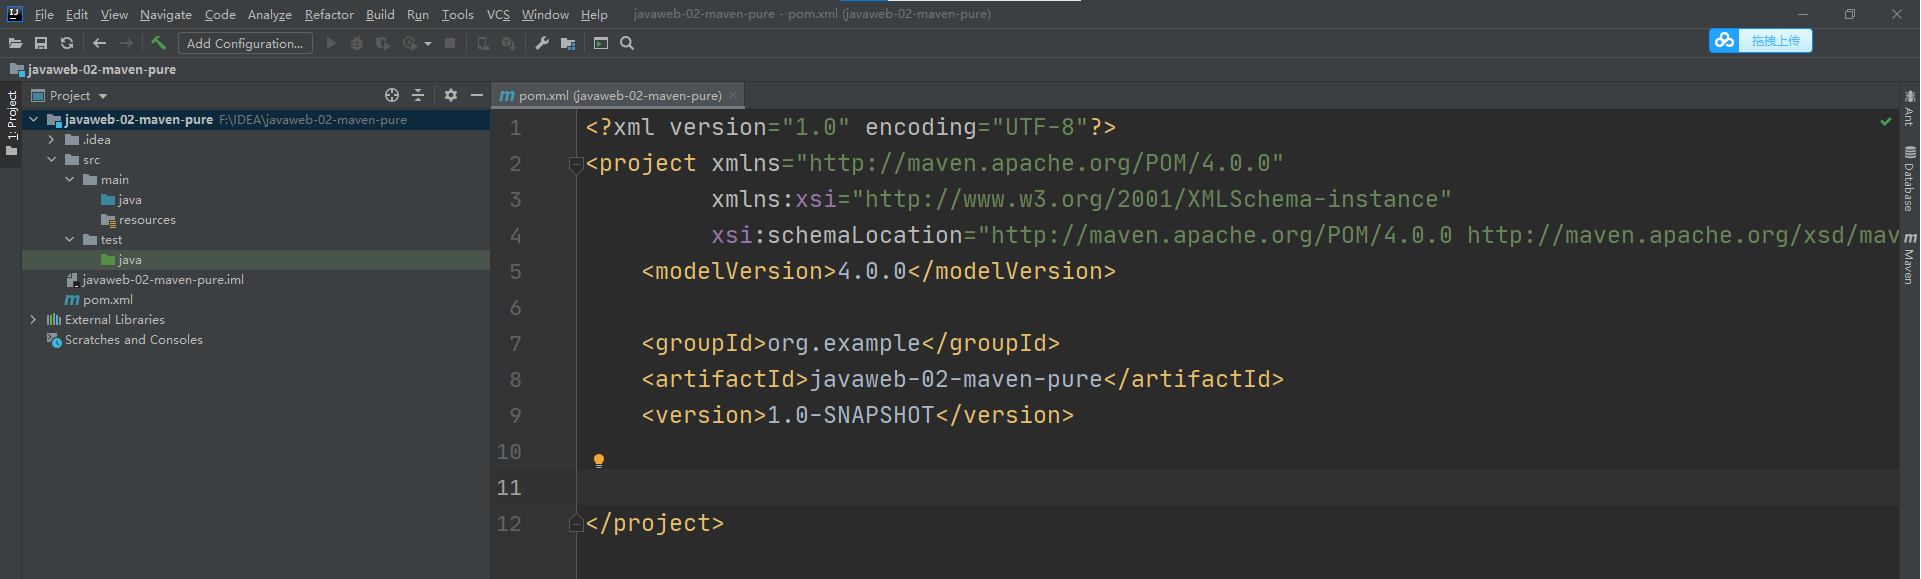 File Edit View Navigate Code Analyze Refactor Build Run Tools VCS Window Help javaweb-02-maven-pure - pom.xml (javaweb-02-maven-pure)
Add Configuration...
拖拽上传
javaweb-02-maven-pure
1: Project
Project
javaweb-02-maven-pure F:\IDEA\javaweb-02-maven-pure
.idea
src
main
java
resources
test
java
javaweb-02-maven-pure.iml
pom.xml
External Libraries
Scratches and Consoles
pom.xml (javaweb-02-maven-pure)
1 <?xml version="1.0" encoding="UTF-8"?>
2 <project xmlns="http://maven.apache.org/POM/4.0.0"
3 xmlns:xsi="http://www.w3.org/2001/XMLSchema-instance"
4 xsi:schemaLocation="http://maven.apache.org/POM/4.0.0 http://maven.apache.org/xsd/mav
5 <modelVersion>4.0.0</modelVersion>
6
7 <groupId>org.example</groupId>
8 <artifactId>javaweb-02-maven-pure</artifactId>
9 <version>1.0-SNAPSHOT</version>
10
11
12 </project>
Ant
Database
Maven